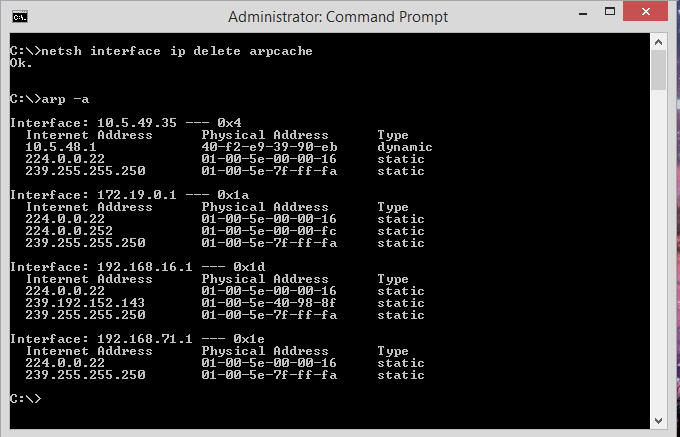 Administrator: Command Prompt
C:\>netsh interface ip delete arpcache
Ok.
C:\>arp -a
Interface: 10.5.49.35 --- 0x4
Internet Address Physical Address Type
10.5.48.1 40-f2-e9-39-90-eb dynamic
224.0.0.22 01-00-5e-00-00-16 static
239.255.255.250 01-00-5e-7f-ff-fa static
Interface: 172.19.0.1 --- 0x1a
Internet Address Physical Address Type
224.0.0.22 01-00-5e-00-00-16 static
224.0.0.252 01-00-5e-00-00-fc static
239.255.255.250 01-00-5e-7f-ff-fa static
Interface: 192.168.16.1 --- 0x1d
Internet Address Physical Address Type
224.0.0.22 01-00-5e-00-00-16 static
239.192.152.143 01-00-5e-40-98-8f static
239.255.255.250 01-00-5e-7f-ff-fa static
Interface: 192.168.71.1 --- 0x1e
Internet Address Physical Address Type
224.0.0.22 01-00-5e-00-00-16 static
239.255.255.250 01-00-5e-7f-ff-fa static
C:\>